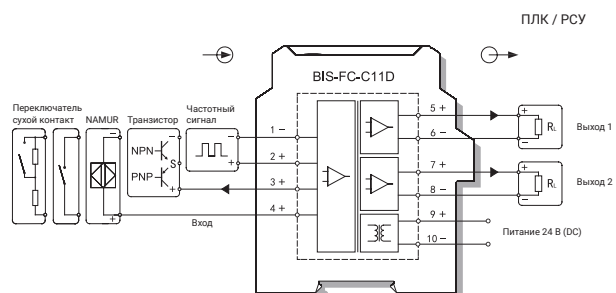 ПЛК / РСУ
BIS-FC-C11D
Переключатель
сухой контакт
NAMUR
Транзистор
Частотный
сигнал
NPN
S
PNP
+
−
+
−
+
1 −
2 +
3 +
4 +
Вход
5 +
6 −
7 +
8 −
9 +
10 −
+
RL
−
Выход 1
+
RL
−
Выход 2
Питание 24 В (DC)